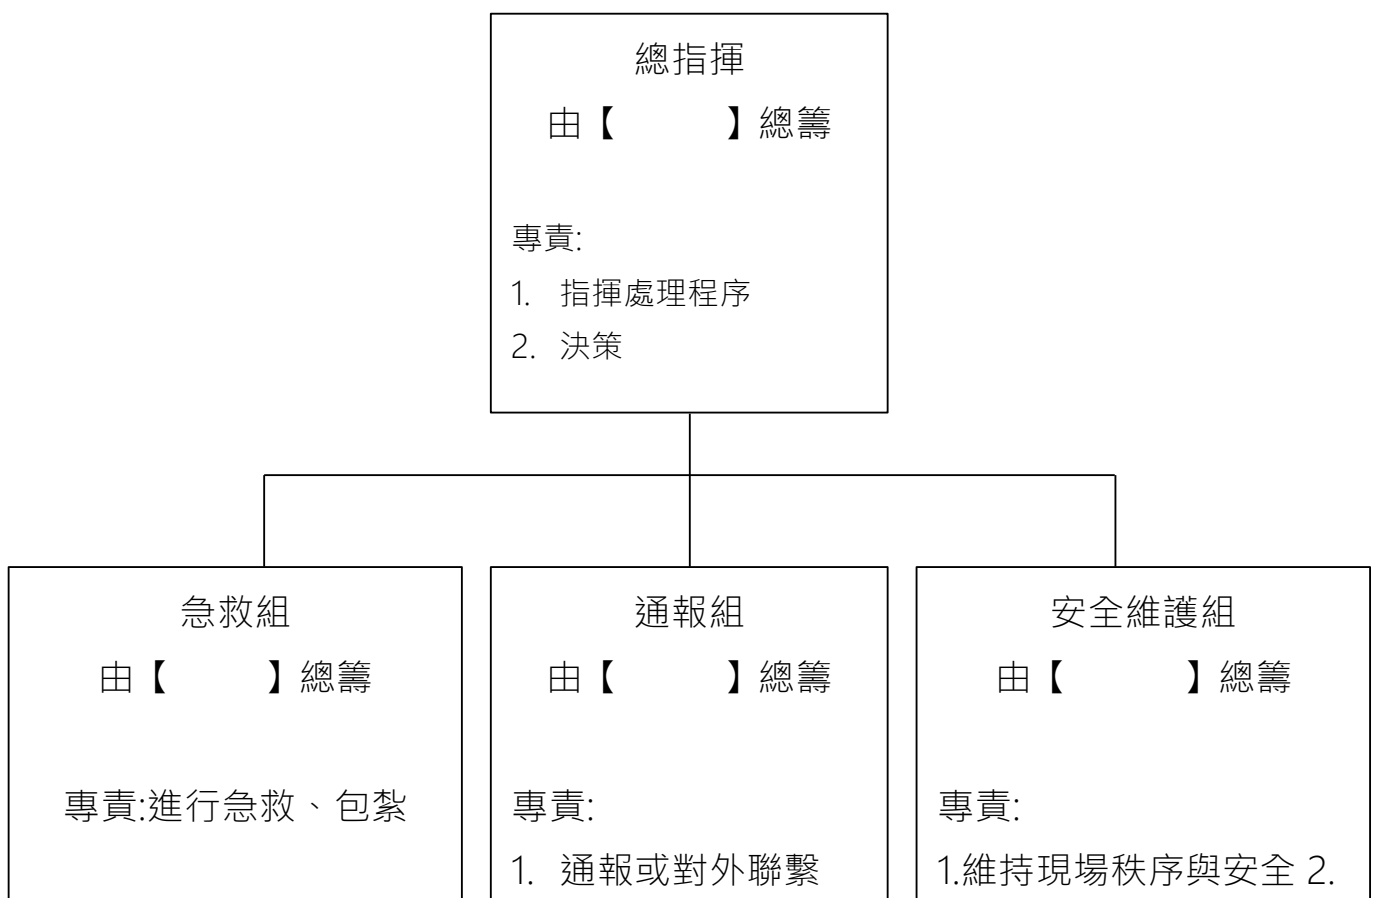 總指揮
由【　　　】總籌
專責:
1. 指揮處理程序
2. 決策
急救組
由【　　　】總籌
專責:進行急救、包紮
通報組
由【　　　】總籌
專責:
1. 通報或對外聯繫
安全維護組
由【　　　】總籌
專責:
1.維持現場秩序與安全 2.